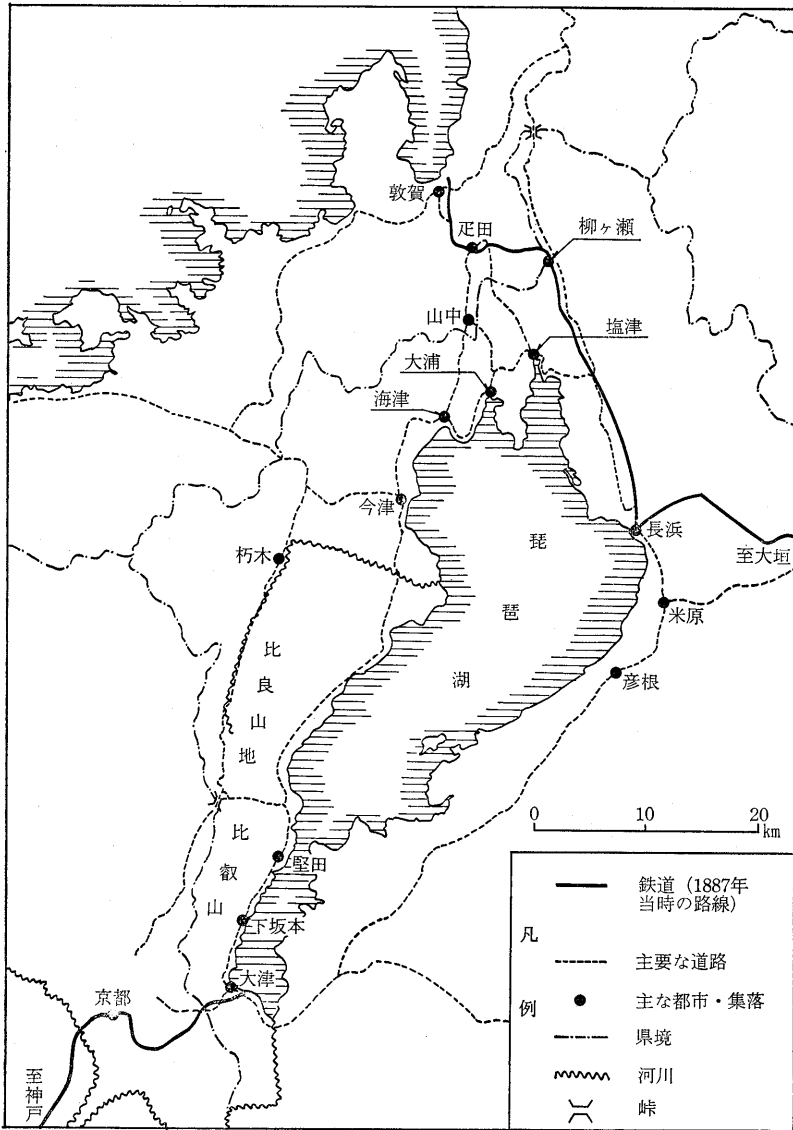 敦賀
疋田
柳ヶ瀬
山中
塩津
大浦
海津
今津
琵琶湖
長浜
至大垣
朽木
米原
比良山地
彦根
0 10 20
km
比叡山
堅田
下坂本
大津
京都
至神戸
凡例
鉄道 (1887年
当時の路線)
主要な道路
主な都市・集落
県境
河川
峠